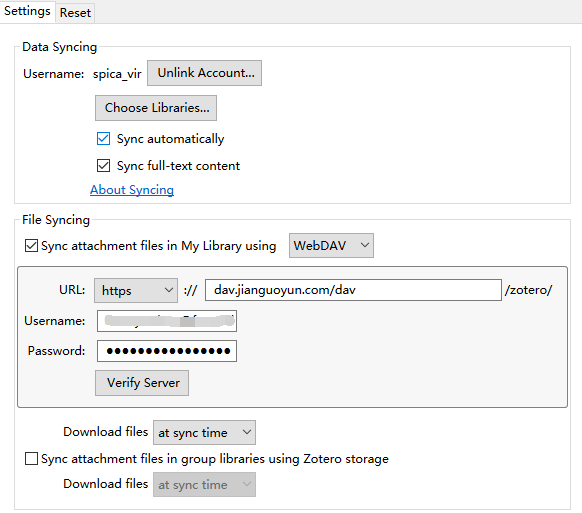 Settings Reset
Data Syncing
Username: spica_vir Unlink Account...
Choose Libraries...
Sync automatically
Sync full-text content
About Syncing
File Syncing
Sync attachment files in My Library using WebDAV
URL: https :// dav.jianguoyun.com/dav /zotero/
Username:
Password: ●●●●●●●●●●●●●●●●
Verify Server
Download files at sync time
Sync attachment files in group libraries using Zotero storage
Download files at sync time